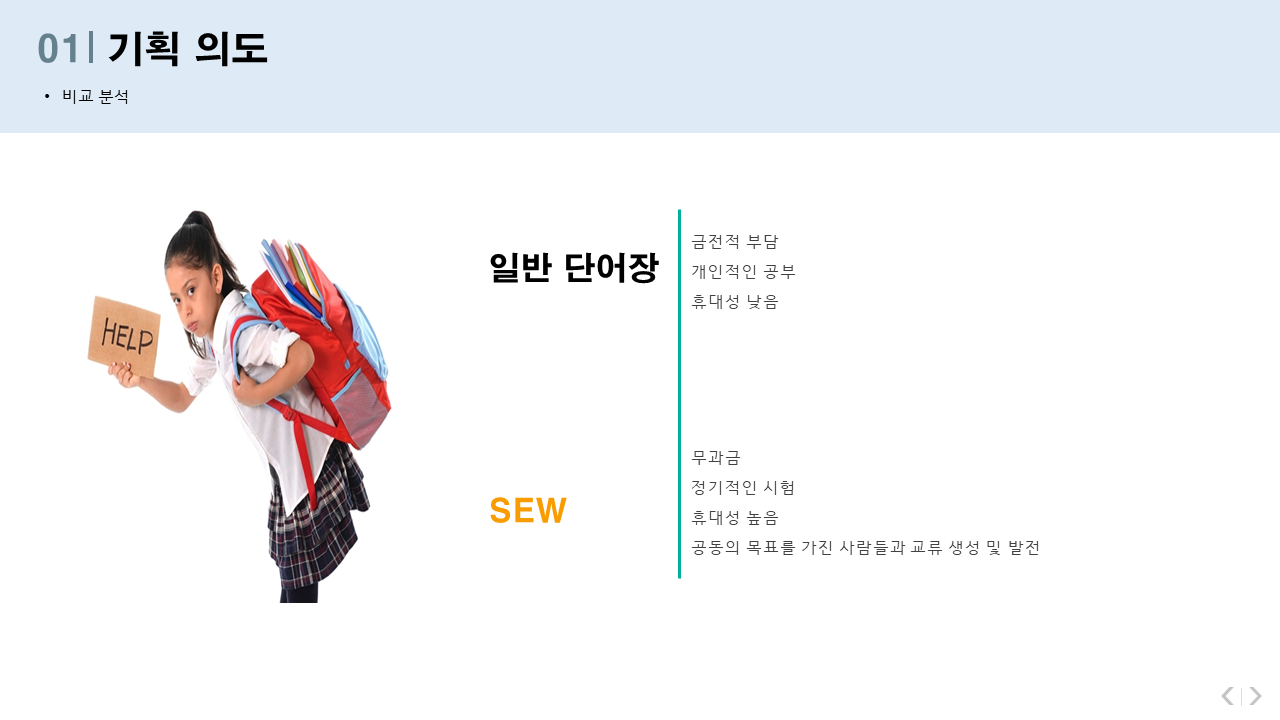 01| 기획 의도
• 비교 분석
HELP
일반 단어장
금전적 부담
개인적인 공부
휴대성 낮음
SEW
무과금
정기적인 시험
휴대성 높음
공동의 목표를 가진 사람들과 교류 생성 및 발전